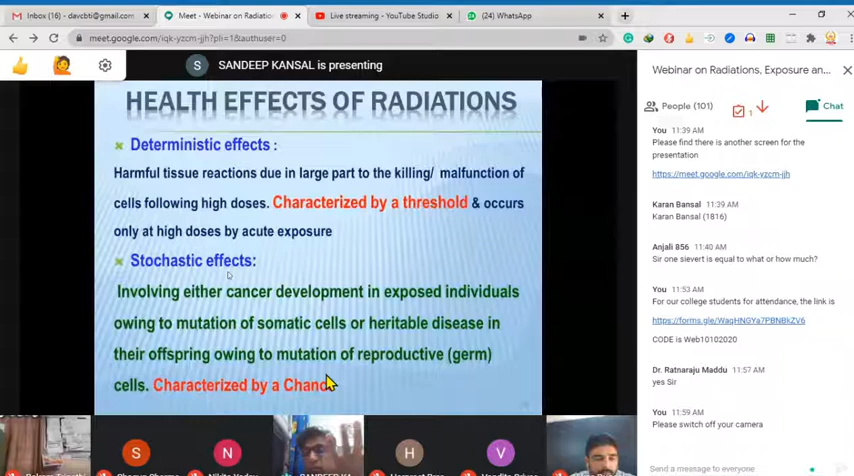 Inbox (10) - davcbti@gmail.com
Meet - Webinar on Radiation
Live streaming - YouTube Studio
(24) WhatsApp
meet.google.com/iqk-yzcm-jjh?pli=1&authuser=0
S SANDEEP KANSAL is presenting
HEALTH EFFECTS OF RADIATIONS
Deterministic effects :
Harmful tissue reactions due in large part to the killing/ malfunction of
cells following high doses. Characterized by a threshold & occurs
only at high doses by acute exposure
Stochastic effects:
Involving either cancer development in exposed individuals
owing to mutation of somatic cells or heritable disease in
their offspring owing to mutation of reproductive (germ)
cells. Characterized by a Chanc
S
N
H
V
Webinar on Radiations, Exposure an...
People (101)
1
Chat
You 11:39 AM
Please find there is another screen for the
presentation
https://meet.google.com/iqk-yzcm-jjh
Karan Bansal 11:39 AM
Karan Bansal (1816)
Anjali 856 11:40 AM
Sir one sievert is equal to what or how much?
You 11:53 AM
For our college students for attendance, the link is
https://forms.gle/WaqHNGYa7PBNBkZV6
CODE is Web10102020
Dr. Ratnaraju Maddu 11:57 AM
yes Sir
You 11:59 AM
Please switch off your camera
Send a message to everyone